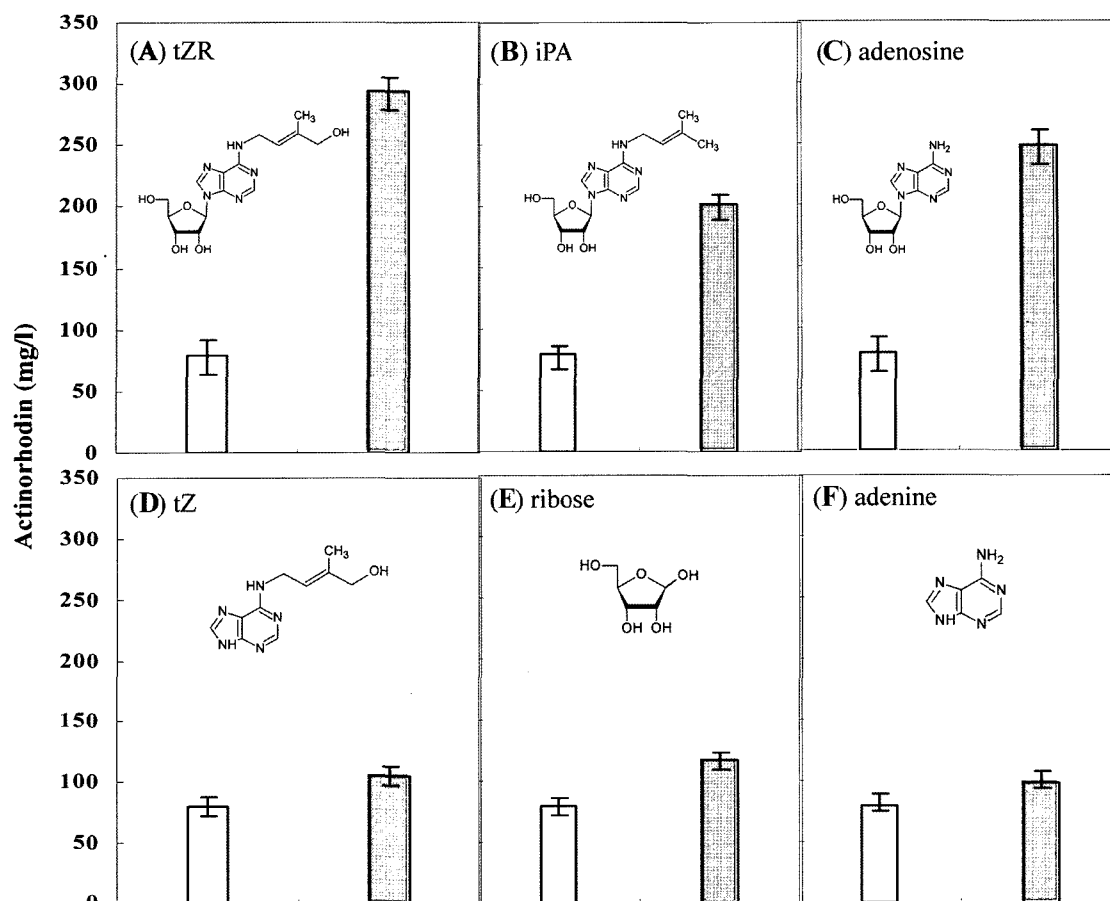 350
300
250
200
150
100
50
0
Actinorhodin (mg/l)
(A) tZR
CH₃
OH
HN
N
N
N
N
HO
O
OH OH
(B) iPA
CH₃
HN
CH₃
N
N
N
N
HO
O
OH OH
(C) adenosine
NH₂
N
N
N
N
HO
O
OH OH
350
300
250
200
150
100
50
0
(D) tZ
CH₃
OH
HN
N
N
NH
N
(E) ribose
HO
O
OH
OH OH
(F) adenine
NH₂
N
N
NH
N